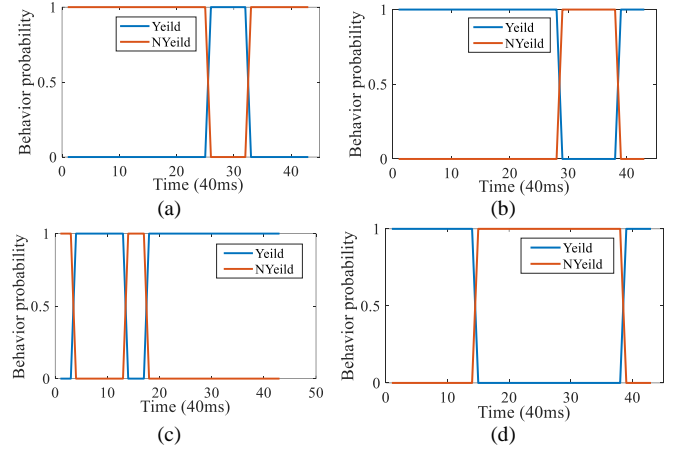 1
0.5
0
Behavior probability
Yeild
NYeild
0 10 20 30 40
Time (40ms)
(a)
1
0.5
0
Behavior probability
Yeild
NYeild
0 10 20 30 40
Time (40ms)
(b)
1
0.5
0
Behavior probability
Yeild
NYeild
0 10 20 30 40 50
Time (40ms)
(c)
1
0.5
0
Behavior probability
Yeild
NYeild
0 10 20 30 40
Time (40ms)
(d)